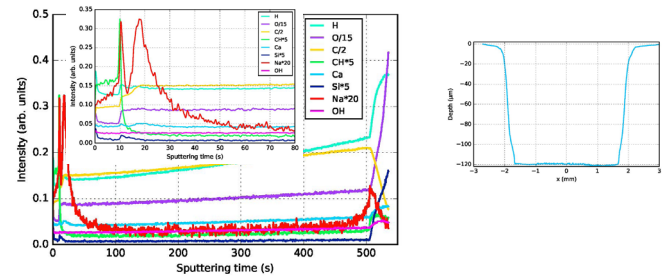 Intensity (arb. units)
0.5
0.4
0.3
0.2
0.1
0.0
0
100
200
300
400
500
Sputtering time (s)
Intensity (arb. units)
0.35
0.30
0.25
0.20
0.15
0.10
0.05
0.00
0
10
20
30
40
50
60
70
80
Sputtering time (s)
H
O/15
C/2
CH*5
Ca
Si*5
Na*20
OH
H
O/15
C/2
CH*5
Ca
Si*5
Na*20
OH
Depth (μm)
0
−20
−40
−60
−80
−100
−120
−3
−2
−1
0
1
2
3
x (mm)